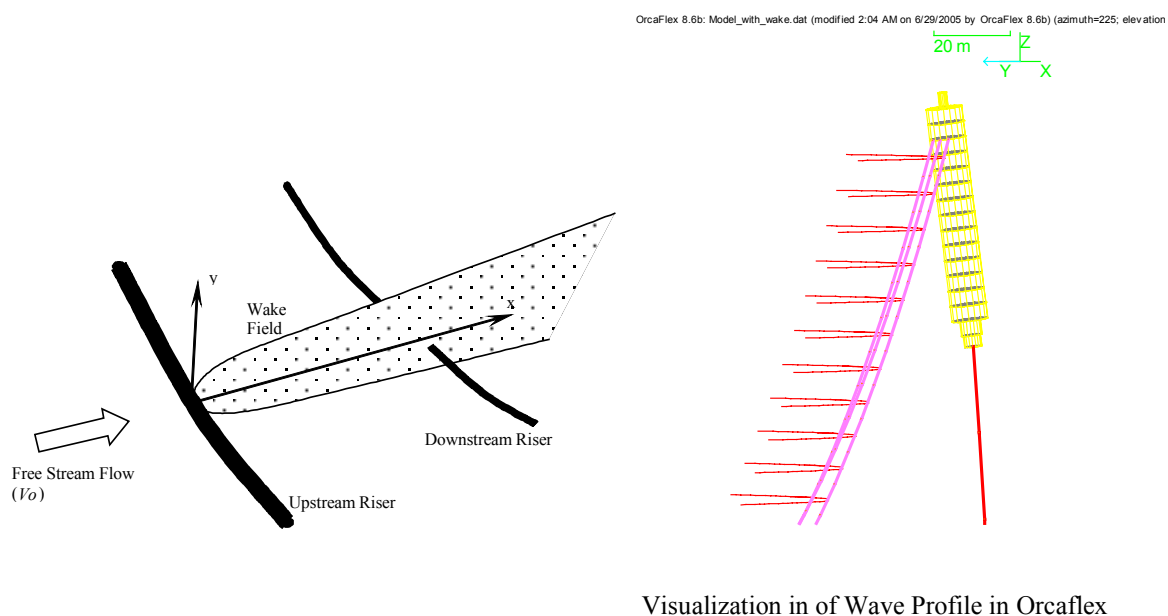 OrcaFlex 8.6b: Model_with_wake.dat (modified 2:04 AM on 6/29/2005 by OrcaFlex 8.6b) (azimuth=225; elevation
20 m
Z
Y
X
y
Wake
Field
x
Downstream Riser
Free Stream Flow
(Vo)
Upstream Riser
Visualization in of Wave Profile in Orcaflex